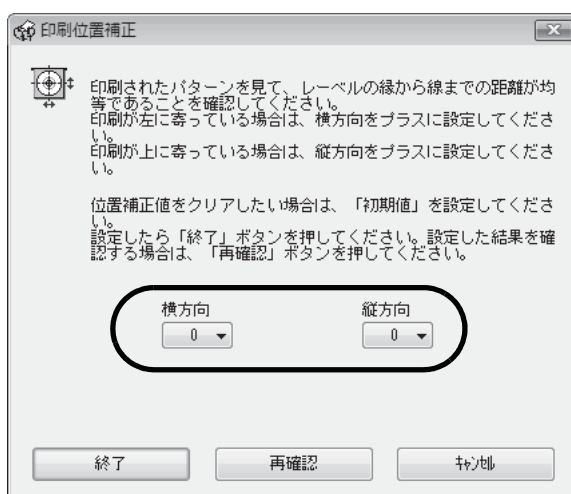 印刷位置補正
印刷されたパターンを見て、レーベルの縁から線までの距離が均
等であることを確認してください。
印刷が左に寄っている場合は、横方向をプラスに設定してくださ
い。
印刷が上に寄っている場合は、縦方向をプラスに設定してくださ
い。
位置補正値をクリアしたい場合は、「初期値」を設定してくださ
い。
設定したら「終了」ボタンを押してください。設定した結果を確
認する場合は、「再確認」ボタンを押してください。
横方向 縦方向
0 0
終了 再確認 ｷｬﾝｾﾙ